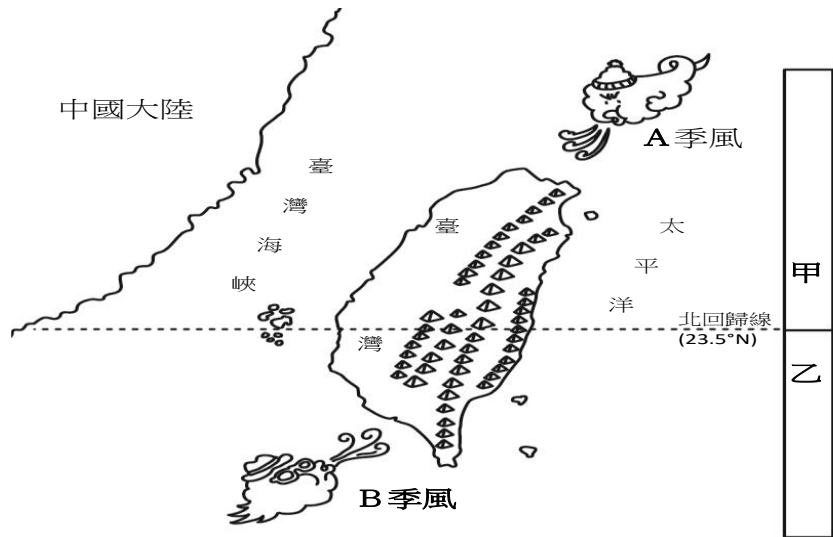 中國大陸
A季風
臺灣海峽
太平洋
臺灣
甲
北回歸線
(23.5°N)
乙
B季風